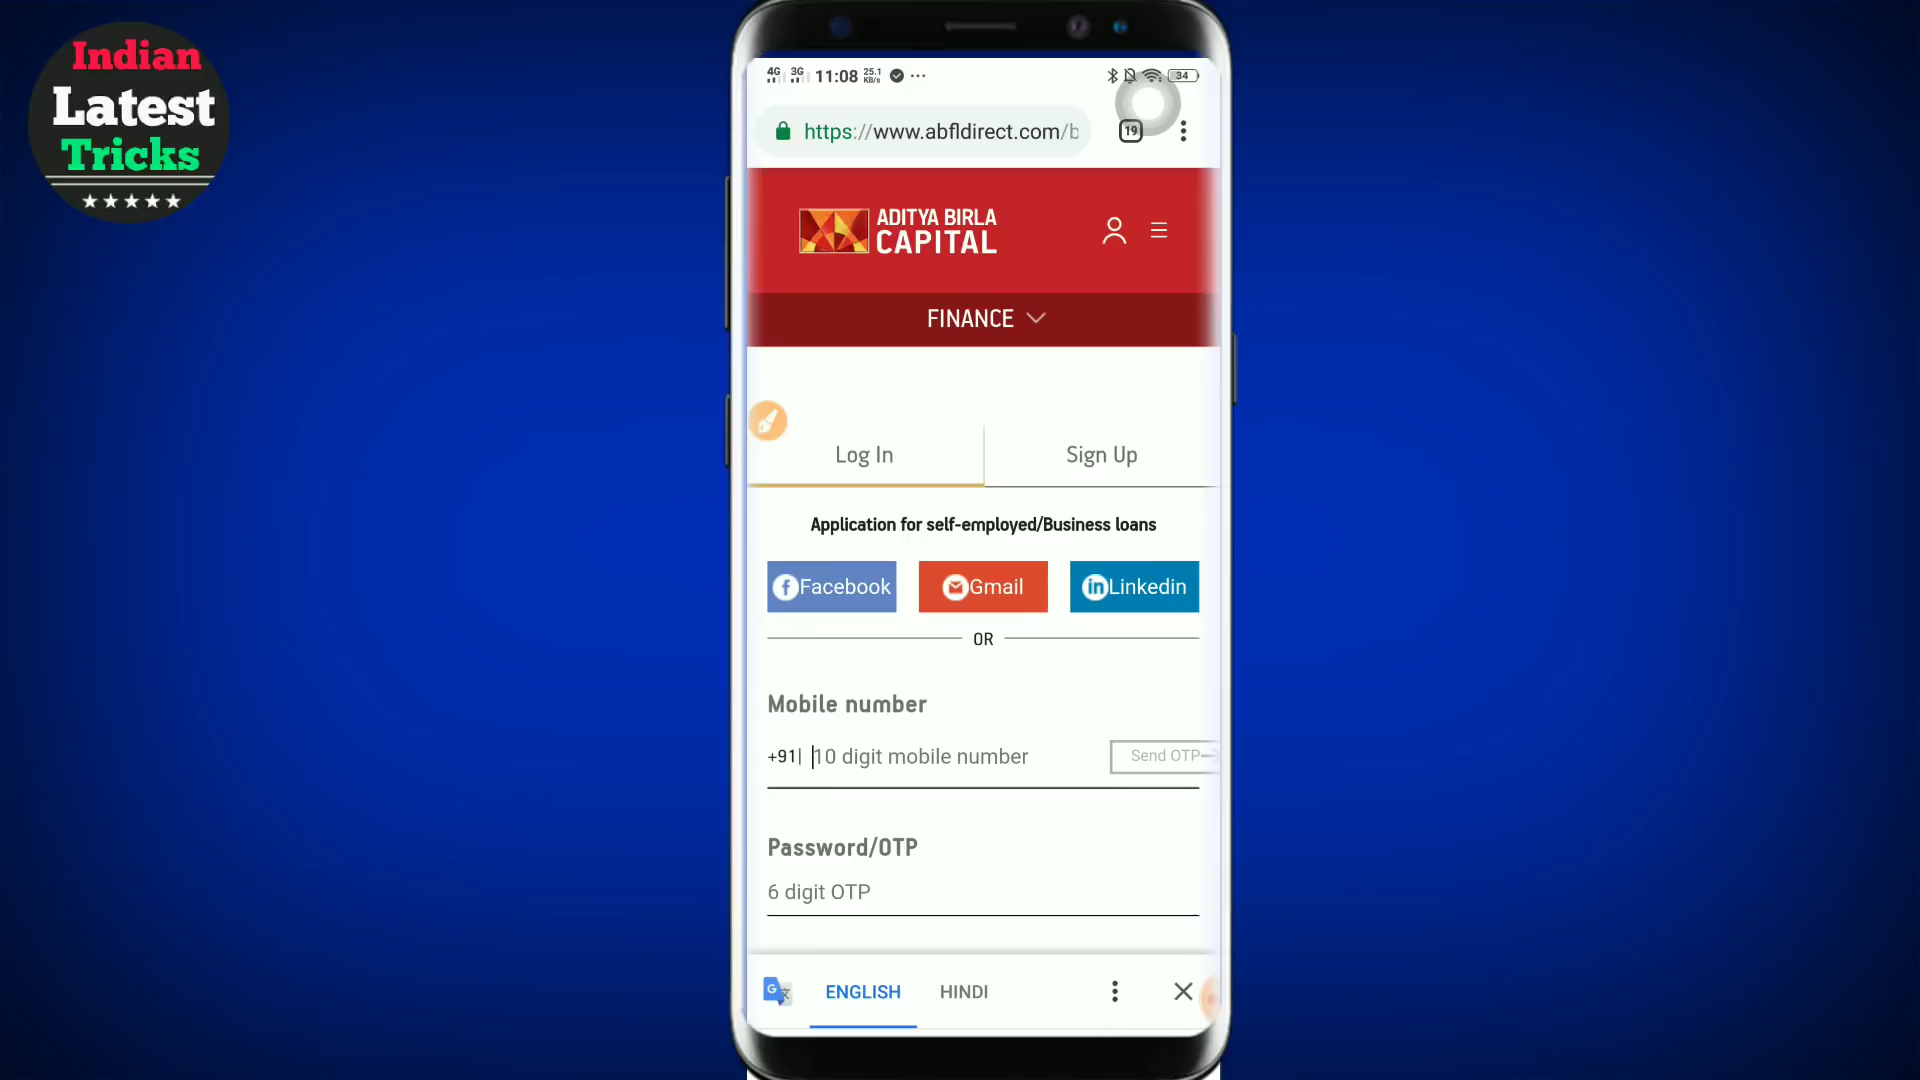 Indian
Latest
Tricks
4G 3G 11:08 25.1 KB/s 34
https://www.abfldirect.com/b
19
ADITYA BIRLA
CAPITAL
FINANCE
Log In
Sign Up
Application for self-employed/Business loans
Facebook
Gmail
Linkedin
OR
Mobile number
+91| 10 digit mobile number
Send OTP
Password/OTP
6 digit OTP
ENGLISH
HINDI